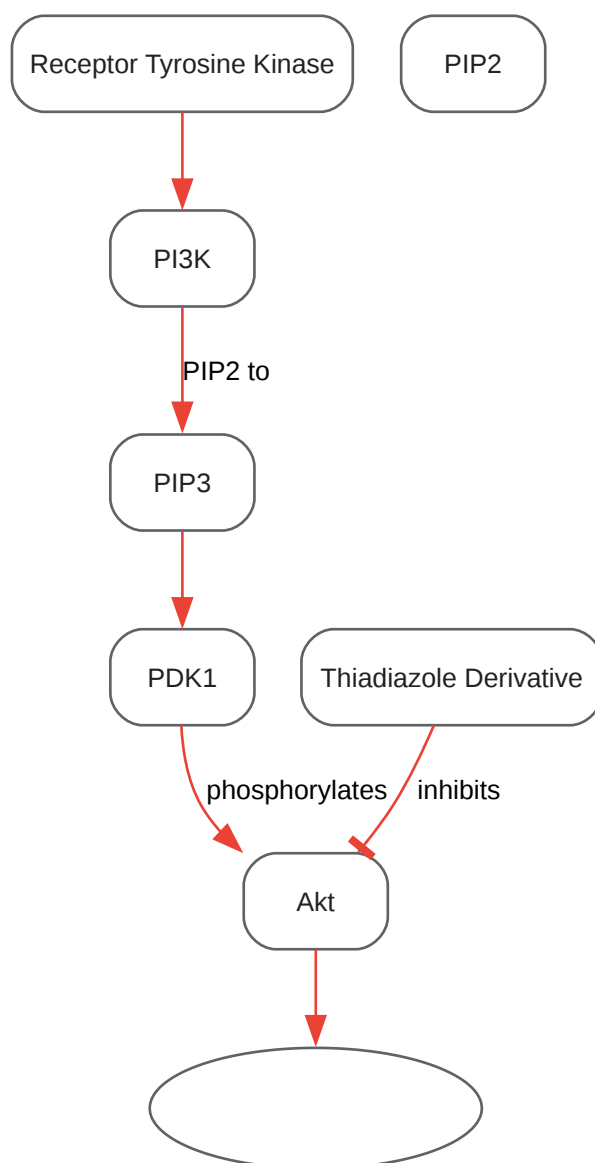 Receptor Tyrosine Kinase
PIP2
PI3K
PIP2 to
PIP3
PDK1
Thiadiazole Derivative
phosphorylates
inhibits
Akt